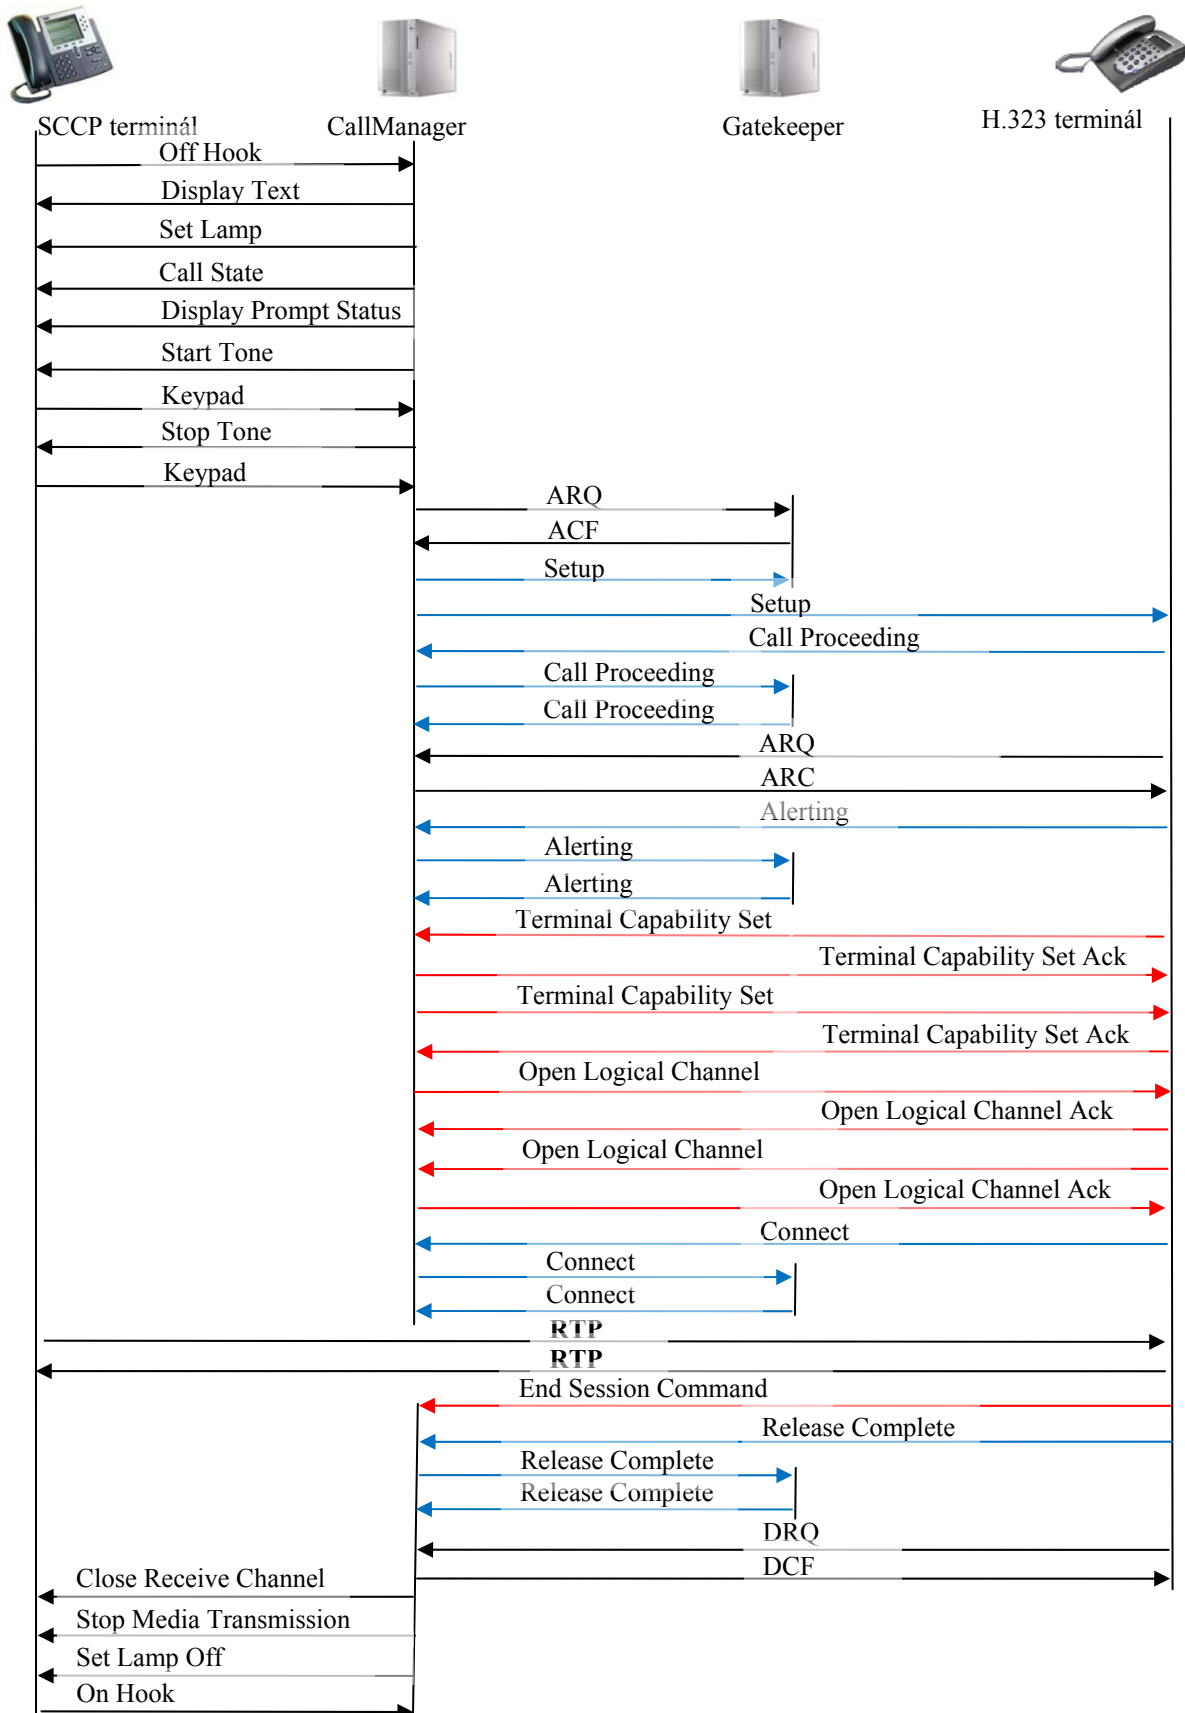 SCCP terminál
CallManager
Gatekeeper
H.323 terminál
Off Hook
Display Text
Set Lamp
Call State
Display Prompt Status
Start Tone
Keypad
Stop Tone
Keypad
ARQ
ACF
Setup
Setup
Call Proceeding
Call Proceeding
Call Proceeding
ARQ
ARC
Alerting
Alerting
Alerting
Terminal Capability Set
Terminal Capability Set Ack
Terminal Capability Set
Terminal Capability Set Ack
Open Logical Channel
Open Logical Channel Ack
Open Logical Channel
Open Logical Channel Ack
Connect
Connect
Connect
RTP
RTP
End Session Command
Release Complete
Release Complete
Release Complete
DRQ
DCF
Close Receive Channel
Stop Media Transmission
Set Lamp Off
On Hook